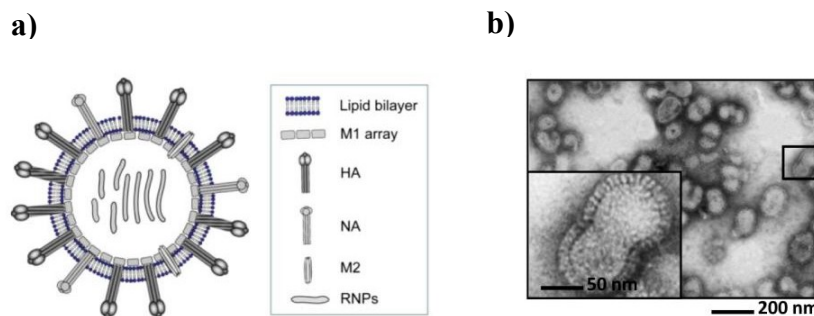 a)
b)
Lipid bilayer
M1 array
HA
NA
M2
RNPs
50 nm
200 nm